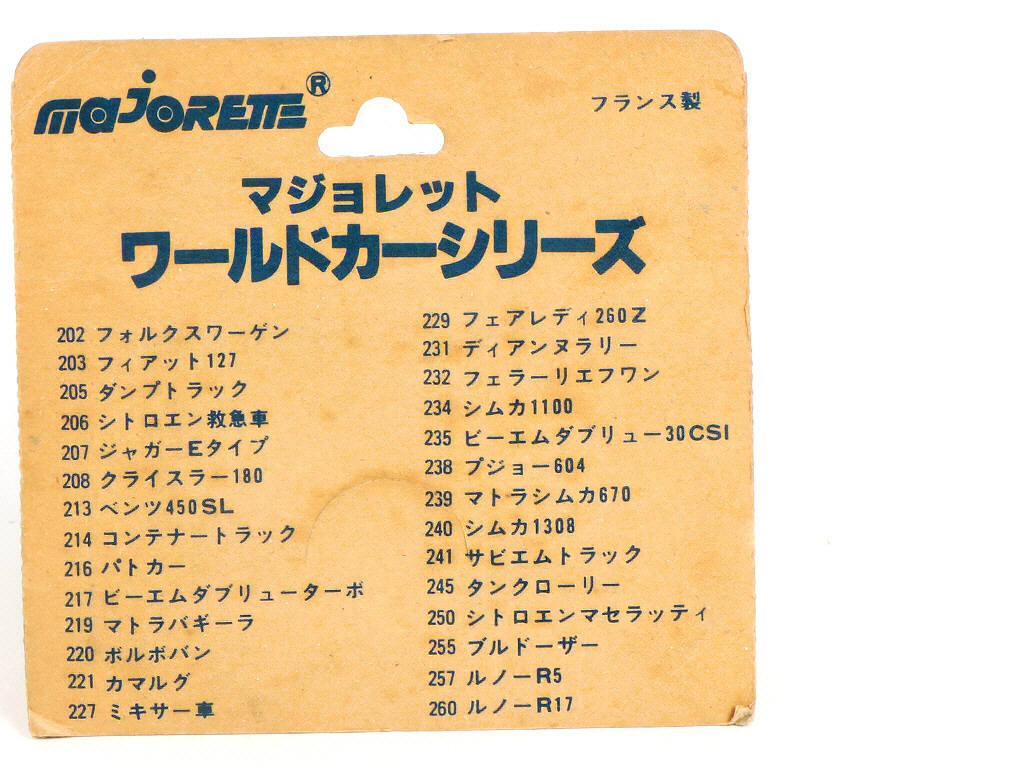 majorette®
フランス製
マジョレット
ワールドカーシリーズ
202 フォルクスワーゲン
203 フィアット127
205 ダンプトラック
206 シトロエン救急車
207 ジャガーEタイプ
208 クライスラー180
213 ベンツ450SL
214 コンテナートラック
216 パトカー
217 ビーエムダブリューターボ
219 マトラバギーラ
220 ボルボバン
221 カマルグ
227 ミキサー車
229 フェアレディ260Z
231 ディアンヌラリー
232 フェラーリエフワン
234 シムカ1100
235 ビーエムダブリュー30CSI
238 プジョー604
239 マトラシムカ670
240 シムカ1308
241 サビエムトラック
245 タンクローリー
250 シトロエンマセラッティ
255 ブルドーザー
257 ルノーR5
260 ルノーR17